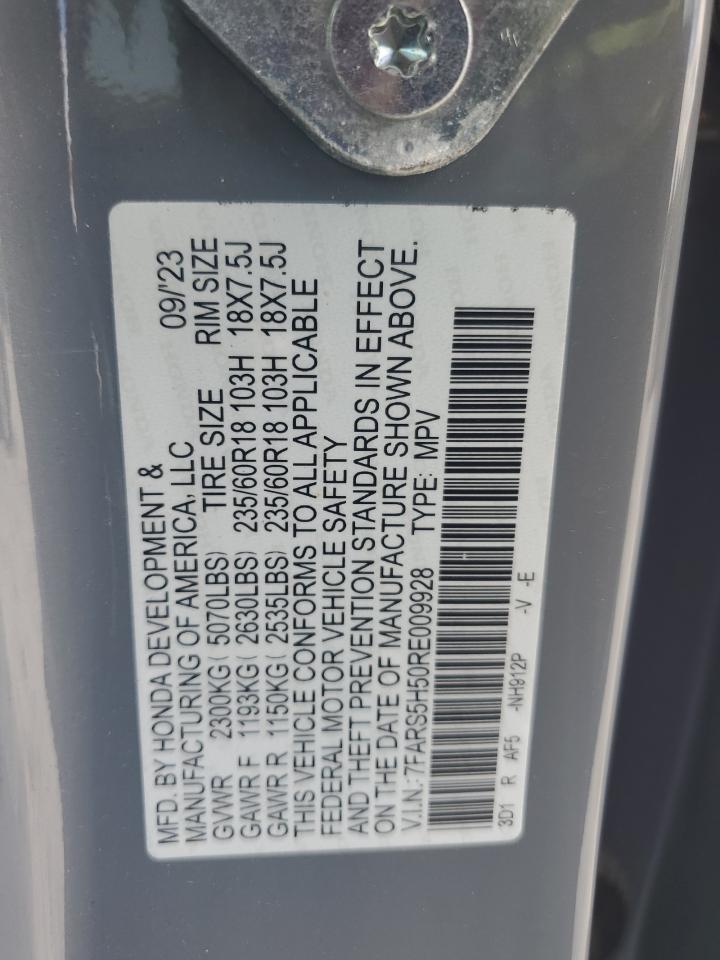 MFD. BY HONDA DEVELOPMENT &
MANUFACTURING OF AMERICA, LLC 09/'23
GVWR 2300KG( 5070LBS) TIRE SIZE RIM SIZE
GAWR F 1193KG( 2630LBS) 235/60R18 103H 18X7.5J
GAWR R 1150KG( 2535LBS) 235/60R18 103H 18X7.5J
THIS VEHICLE CONFORMS TO ALL APPLICABLE
FEDERAL MOTOR VEHICLE SAFETY
AND THEFT PREVENTION STANDARDS IN EFFECT
ON THE DATE OF MANUFACTURE SHOWN ABOVE.
V.I.N.: 7FARS5H50RE009928 TYPE: MPV
3D1 R AF5 -NH912P -V -E